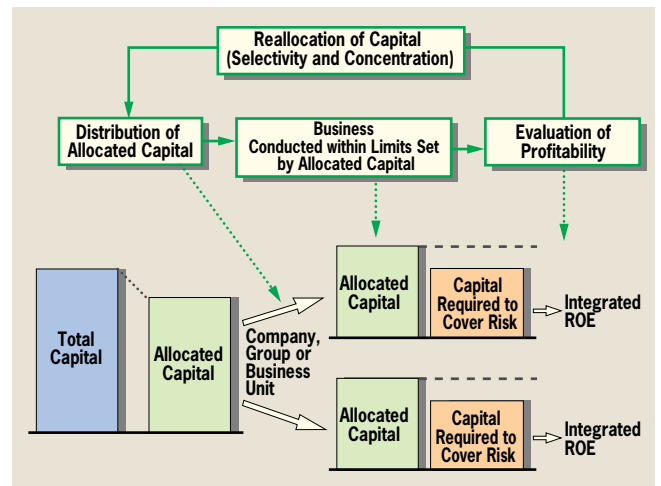 Reallocation of Capital
(Selectivity and Concentration)
Distribution of
Allocated Capital
Business
Conducted within Limits Set
by Allocated Capital
Evaluation of
Profitability
Total
Capital
Allocated
Capital
Company,
Group or
Business
Unit
Allocated
Capital
Capital
Required to
Cover Risk
Integrated
ROE
Allocated
Capital
Capital
Required to
Cover Risk
Integrated
ROE